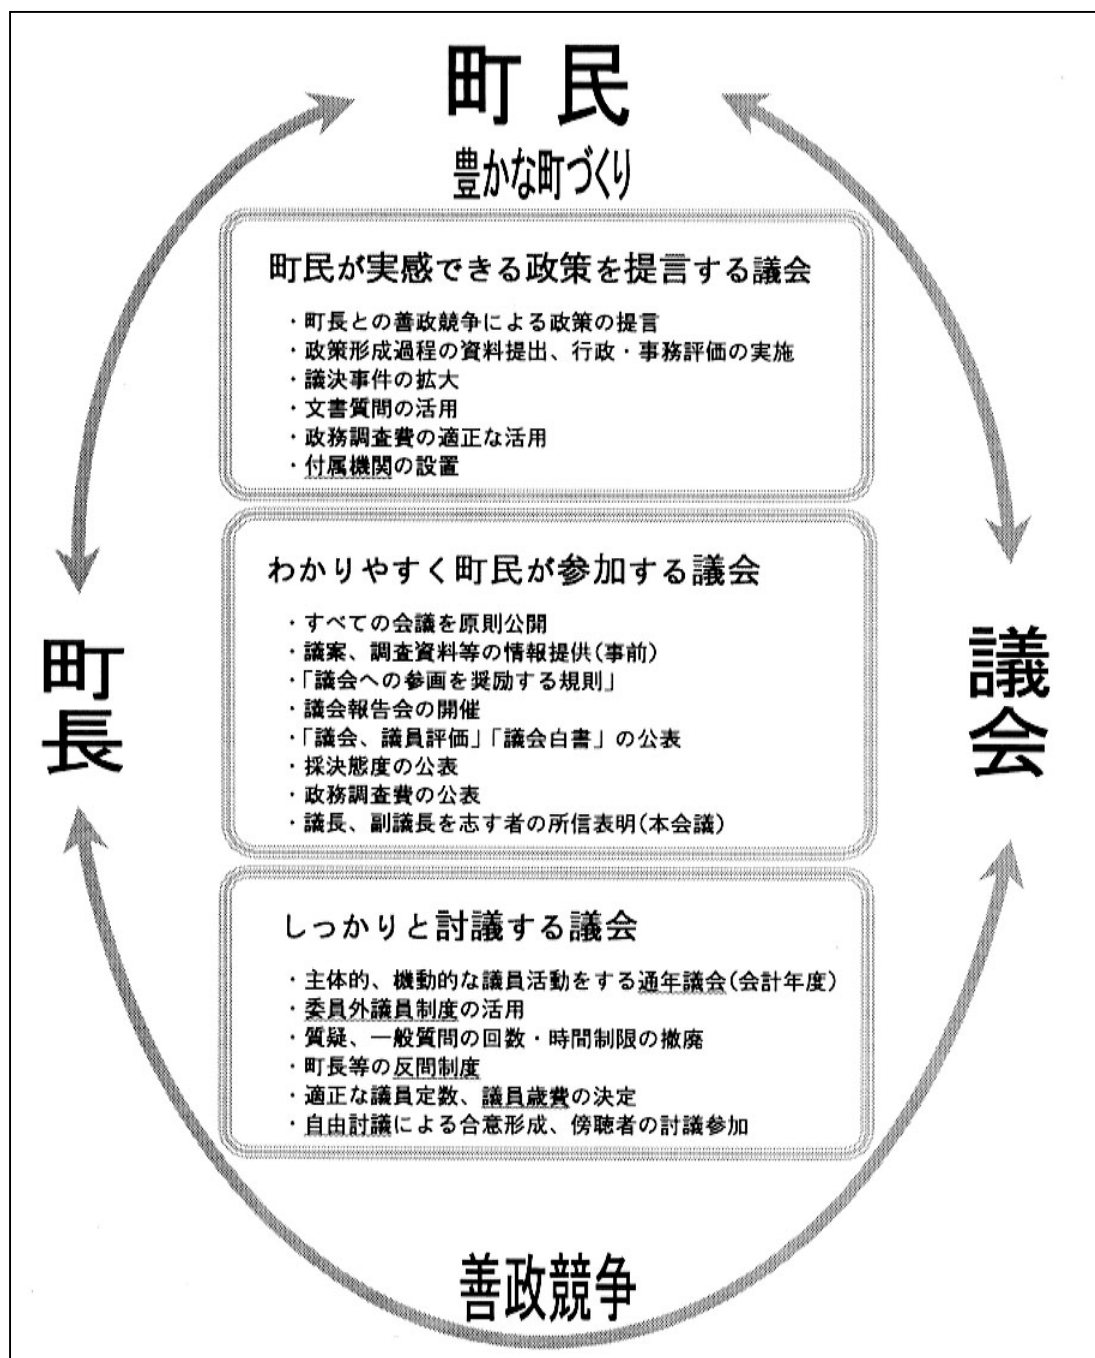 町民
豊かな町づくり
町民が実感できる政策を提言する議会
・町長との善政競争による政策の提言
・政策形成過程の資料提出、行政・事務評価の実施
・議決事件の拡大
・文書質問の活用
・政務調査費の適正な活用
・付属機関の設置
わかりやすく町民が参加する議会
・すべての会議を原則公開
・議案、調査資料等の情報提供(事前)
・「議会への参画を奨励する規則」
・議会報告会の開催
・「議会、議員評価」「議会白書」の公表
・採決態度の公表
・政務調査費の公表
・議長、副議長を志す者の所信表明(本会議)
町長
議会
しっかりと討議する議会
・主体的、機動的な議員活動をする通年議会(会計年度)
・委員外議員制度の活用
・質疑、一般質問の回数・時間制限の撤廃
・町長等の反問制度
・適正な議員定数、議員歳費の決定
・自由討議による合意形成、傍聴者の討議参加
善政競争